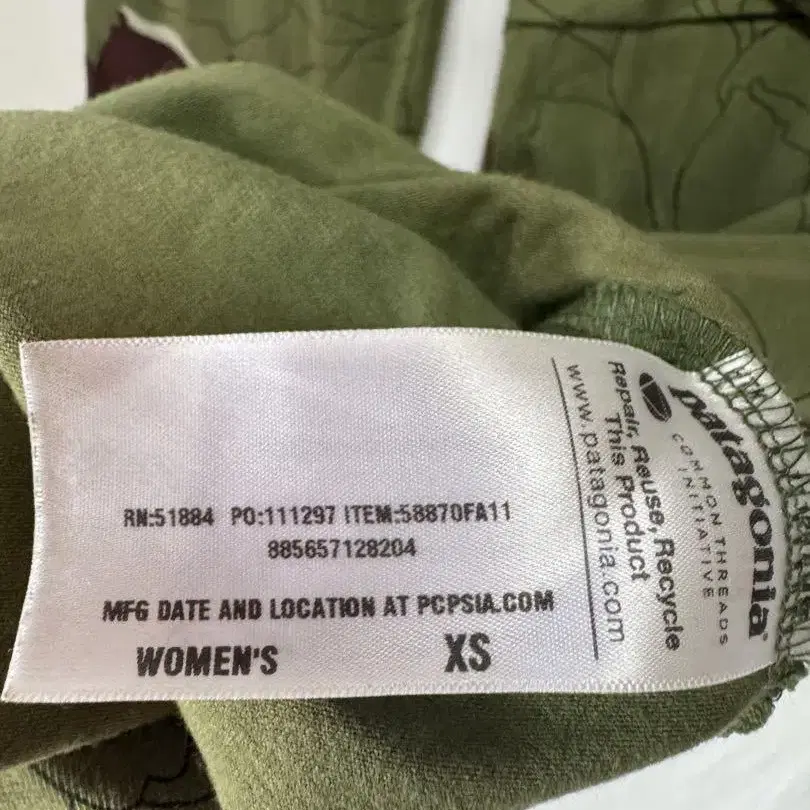 patagonia®
COMMON THREADS
INITIATIVE
Repair, Reuse, Recycle
This Product
www.patagonia.com
RN:51884 PO:111297 ITEM:58870FA11
885657128204
MFG DATE AND LOCATION AT PCPSIA.COM
WOMEN'S XS